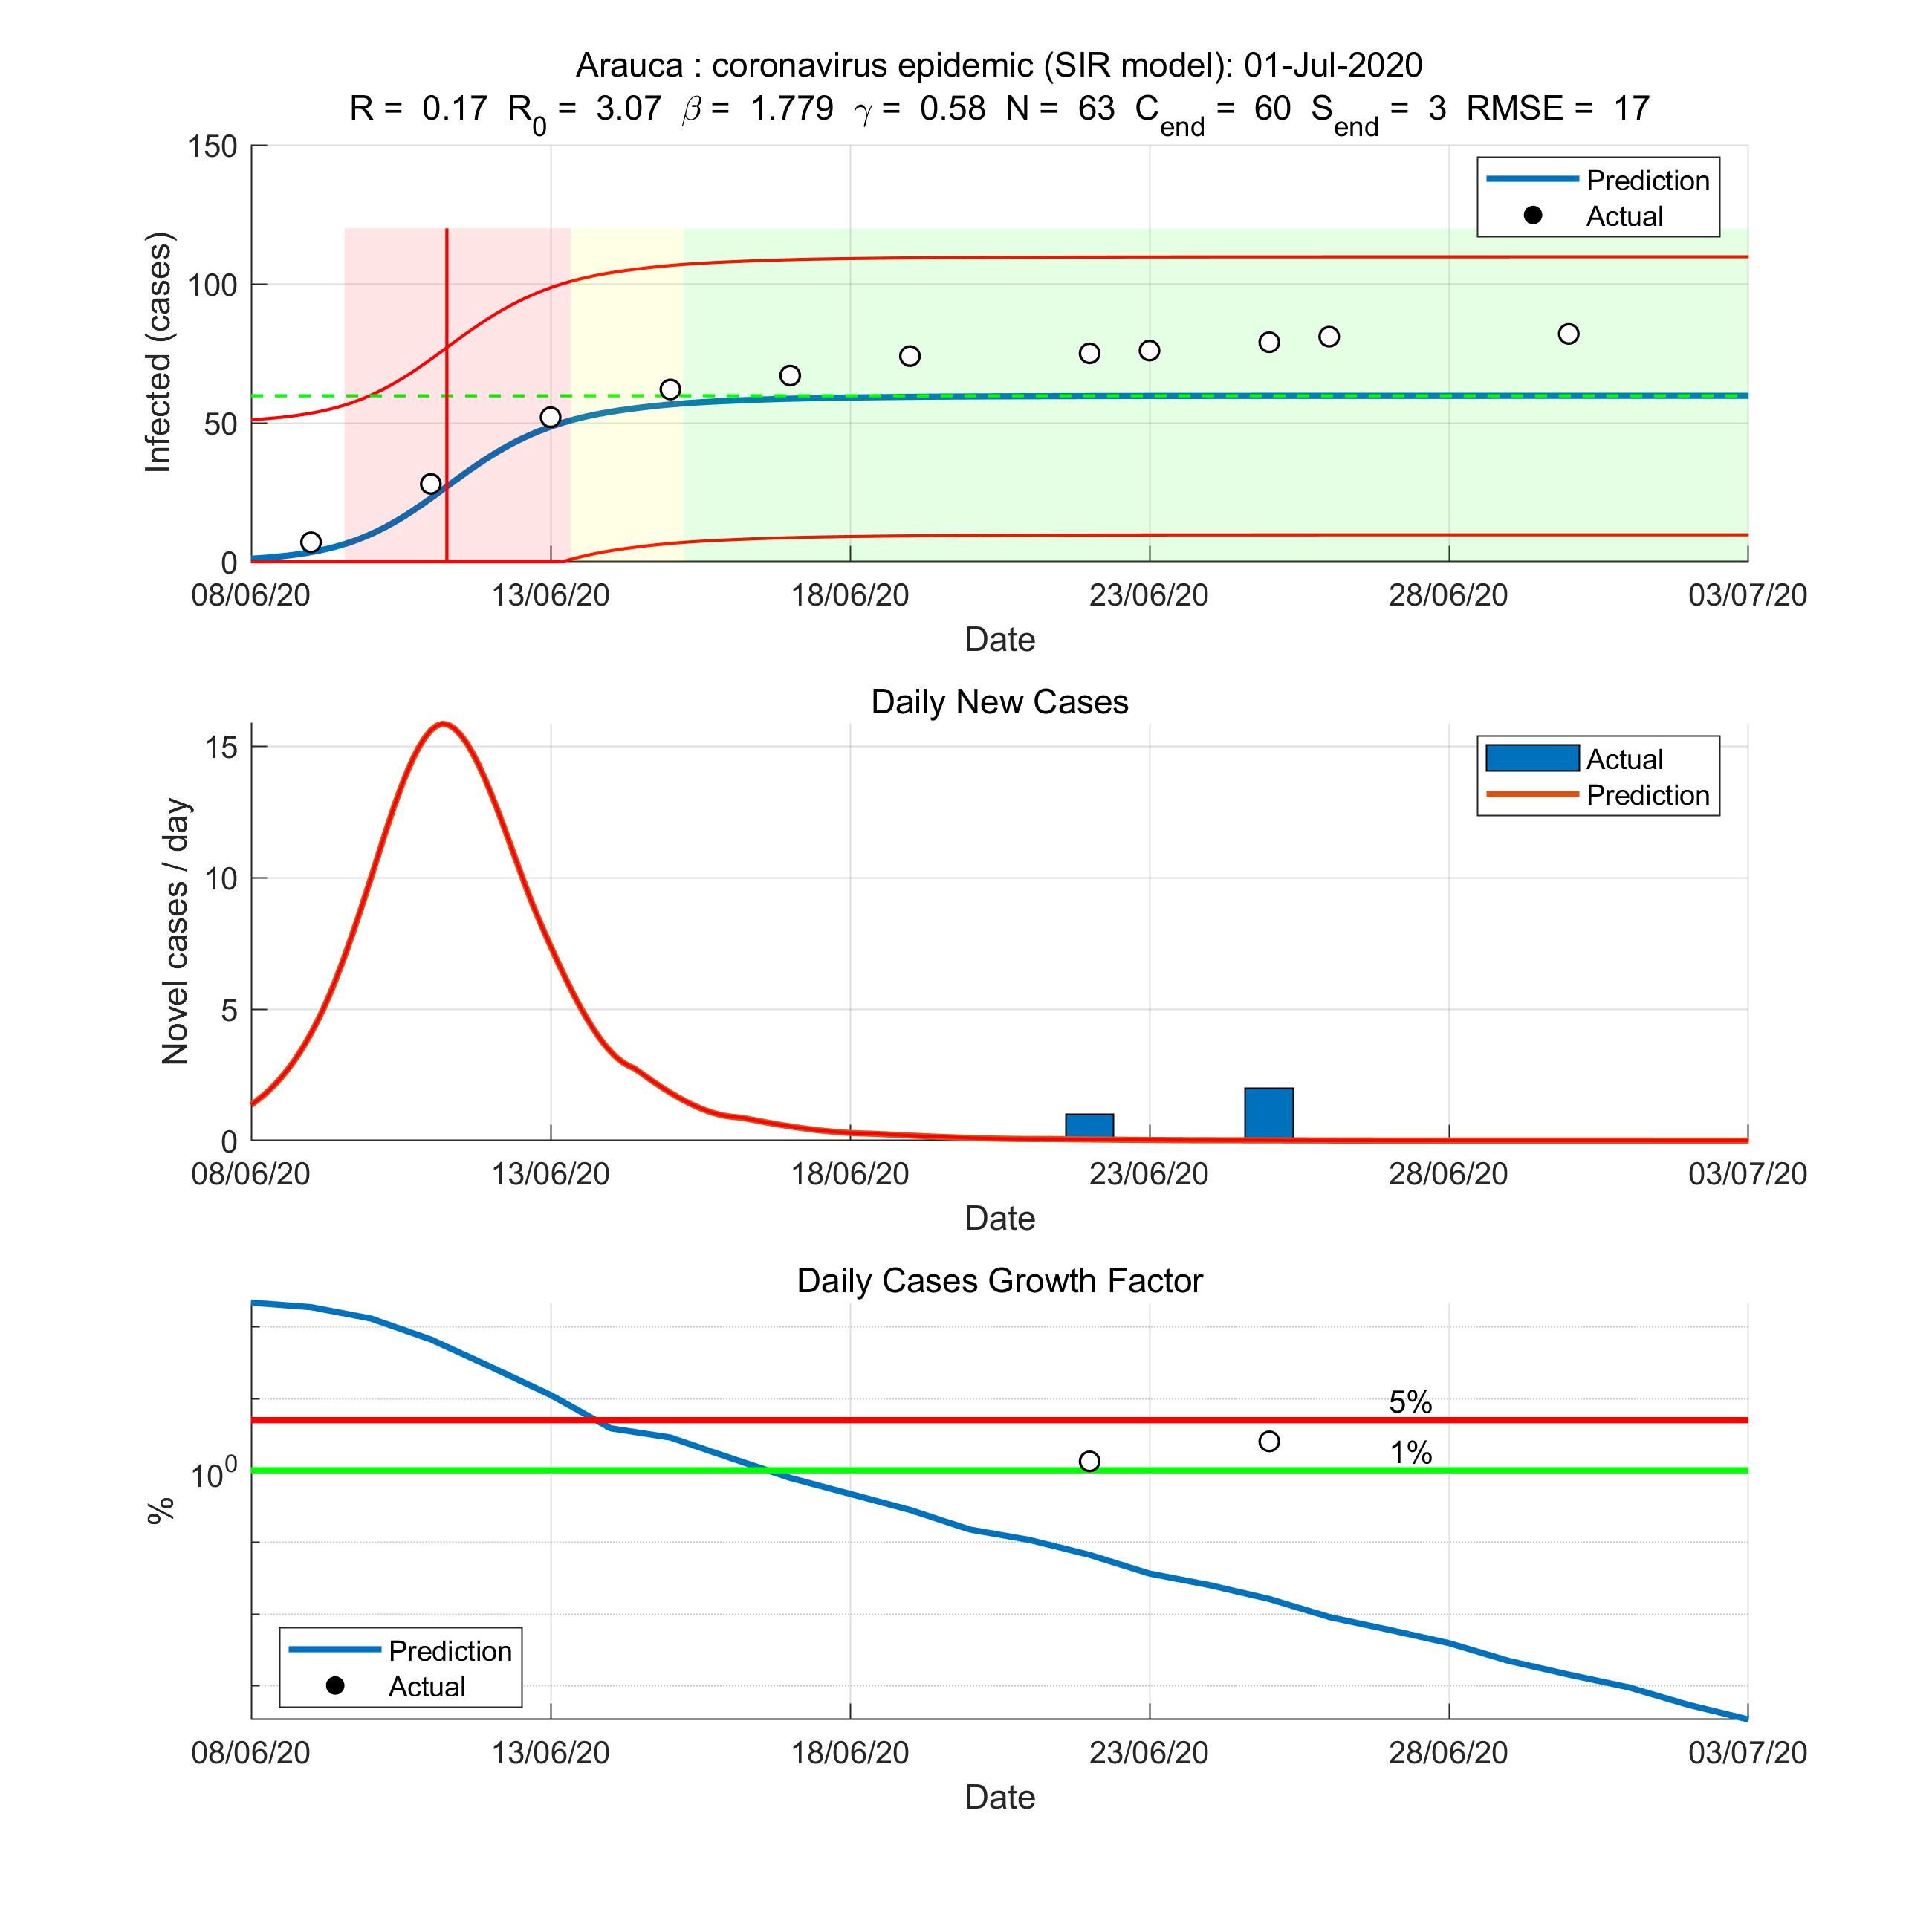 Arauca : coronavirus epidemic (SIR model): 01-Jul-2020
R = 0.17 R0 = 3.07 β = 1.779 γ = 0.58 N = 63 Cend = 60 Send = 3 RMSE = 17
150
100
50
0
Infected (cases)
Prediction
Actual
08/06/20 13/06/20 18/06/20 23/06/20 28/06/20 03/07/20
Date
Daily New Cases
15
10
5
0
Novel cases / day
Actual
Prediction
08/06/20 13/06/20 18/06/20 23/06/20 28/06/20 03/07/20
Date
Daily Cases Growth Factor
5%
1%
10^0
%
Prediction
Actual
08/06/20 13/06/20 18/06/20 23/06/20 28/06/20 03/07/20
Date